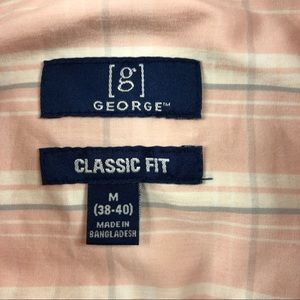 [g]
GEORGE™
CLASSIC FIT
M
(38-40)
MADE IN
BANGLADESH